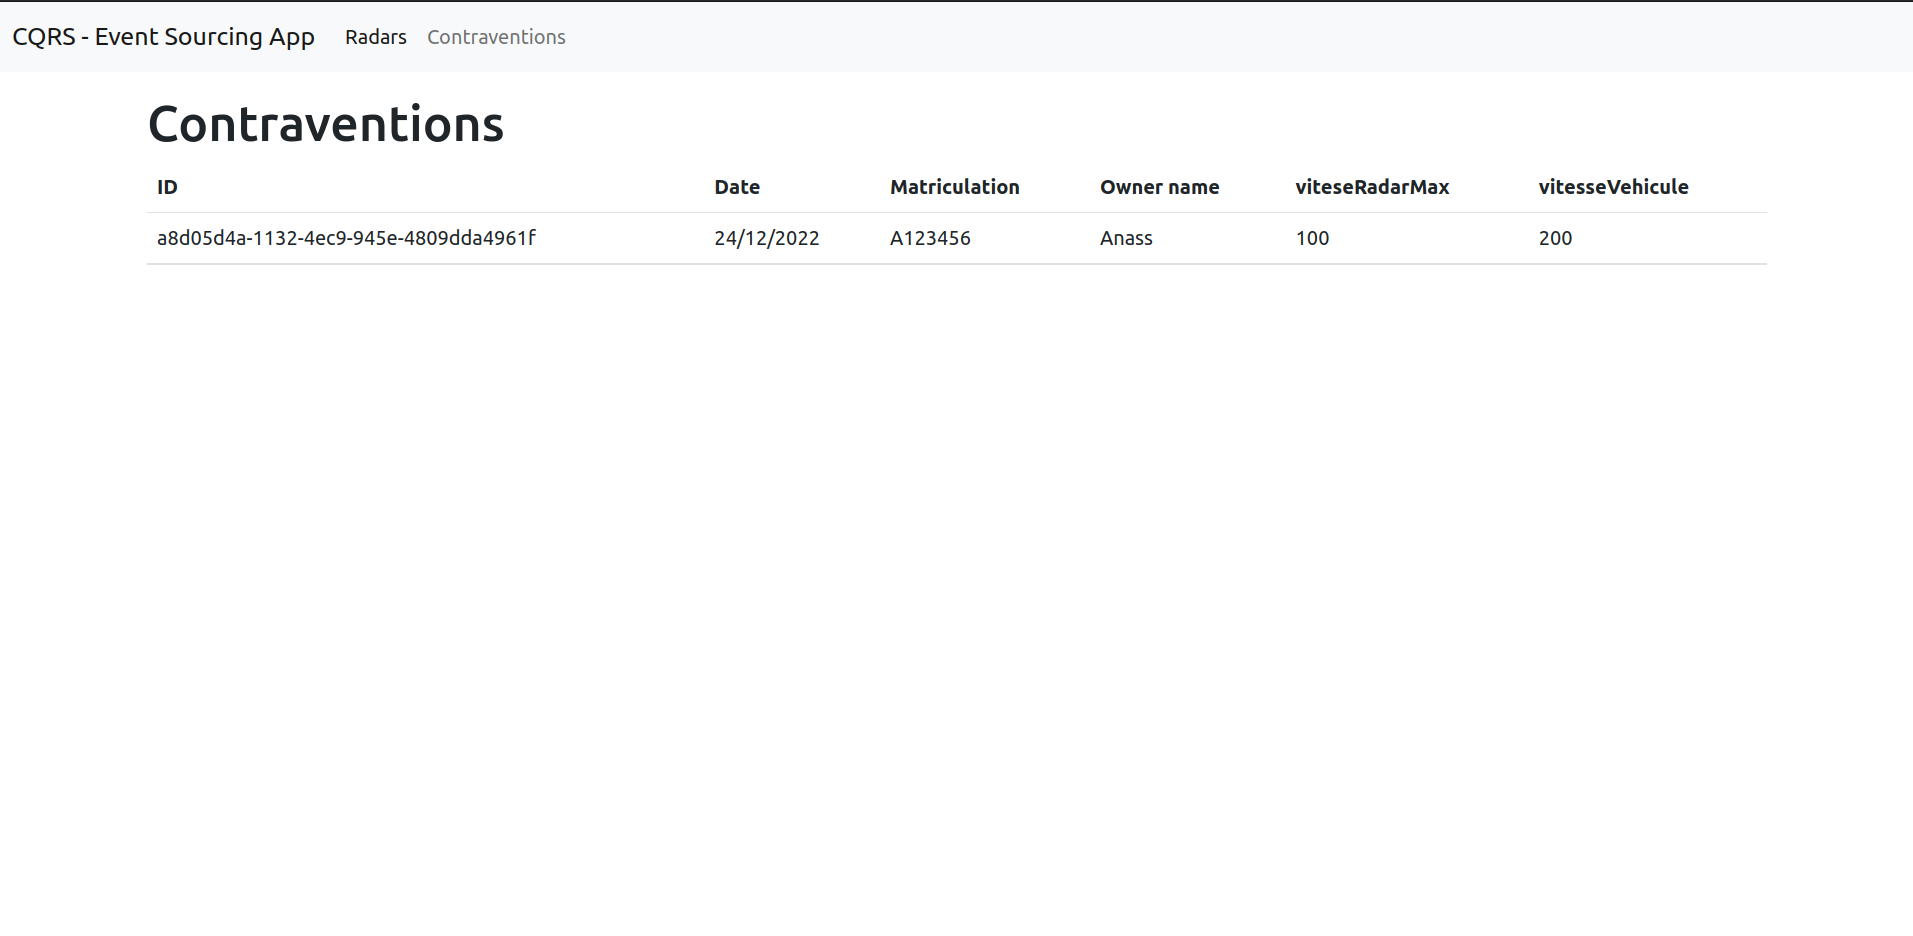 CQRS - Event Sourcing App Radars Contraventions
Contraventions
ID Date Matriculation Owner name viteseRadarMax vitesseVehicule
a8d05d4a-1132-4ec9-945e-4809dda4961f 24/12/2022 A123456 Anass 100 200